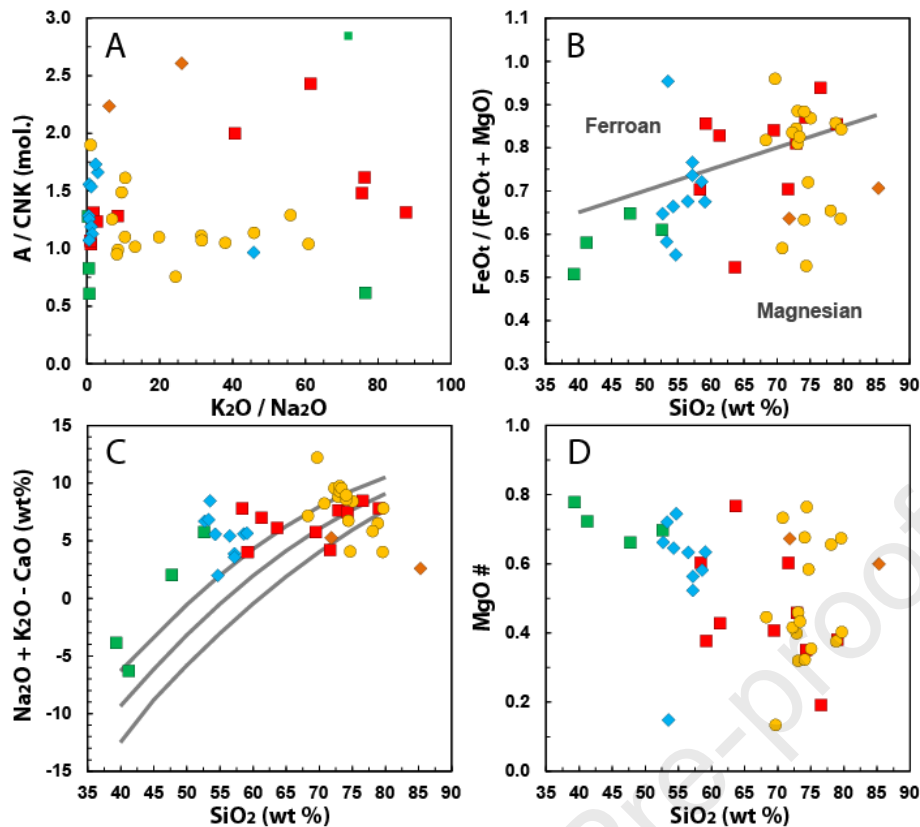 A
3.0
2.5
2.0
1.5
1.0
0.5
0.0
A / CNK (mol.)
0 20 40 60 80 100
K2O / Na2O
B
1.1
1.0
0.9
0.8
0.7
0.6
0.5
0.4
0.3
FeOt / (FeOt + MgO)
Ferroan
Magnesian
35 40 45 50 55 60 65 70 75 80 85 90
SiO2 (wt %)
C
15
10
5
0
-5
-10
-15
Na2O + K2O - CaO (wt%)
35 40 45 50 55 60 65 70 75 80 85 90
SiO2 (wt %)
D
1.0
0.8
0.6
0.4
0.2
0.0
MgO #
35 40 45 50 55 60 65 70 75 80 85 90
SiO2 (wt %)
Pre-proof